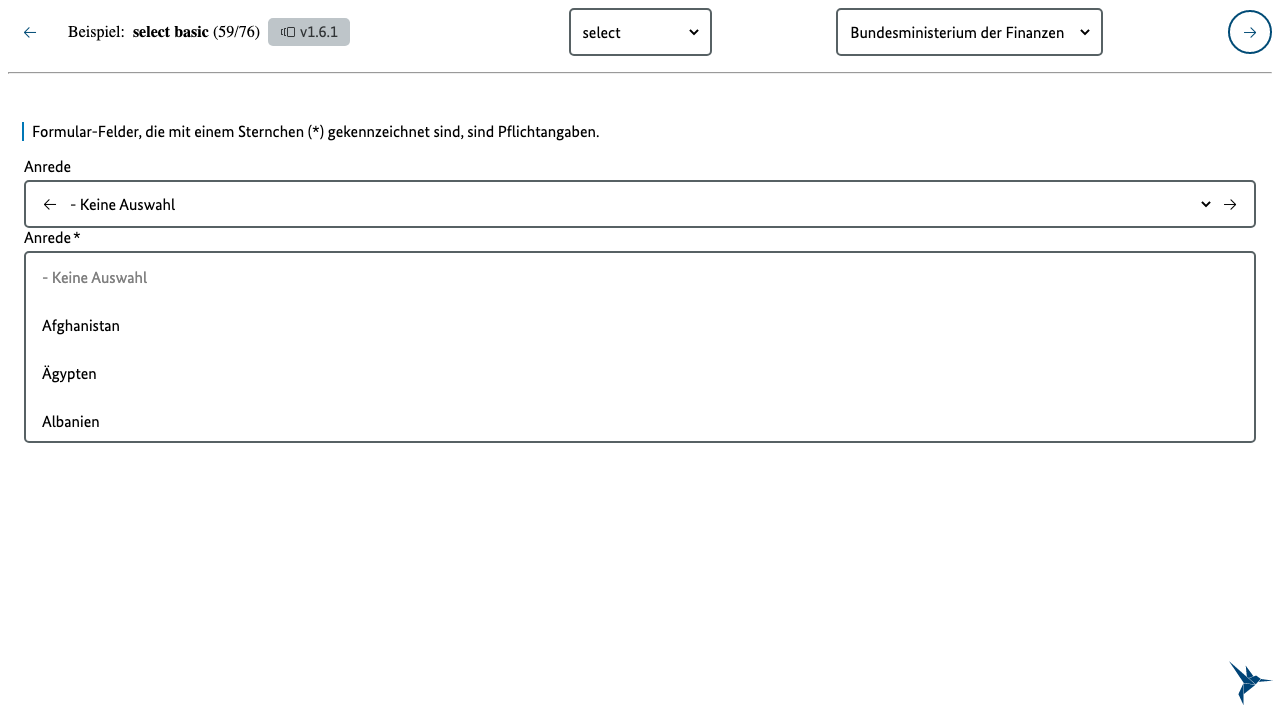 Beispiel: select basic (59/76) v1.6.1 select Bundesministerium der Finanzen
Formular-Felder, die mit einem Sternchen (*) gekennzeichnet sind, sind Pflichtangaben.
Anrede
- Keine Auswahl
Anrede*
- Keine Auswahl
Afghanistan
Ägypten
Albanien